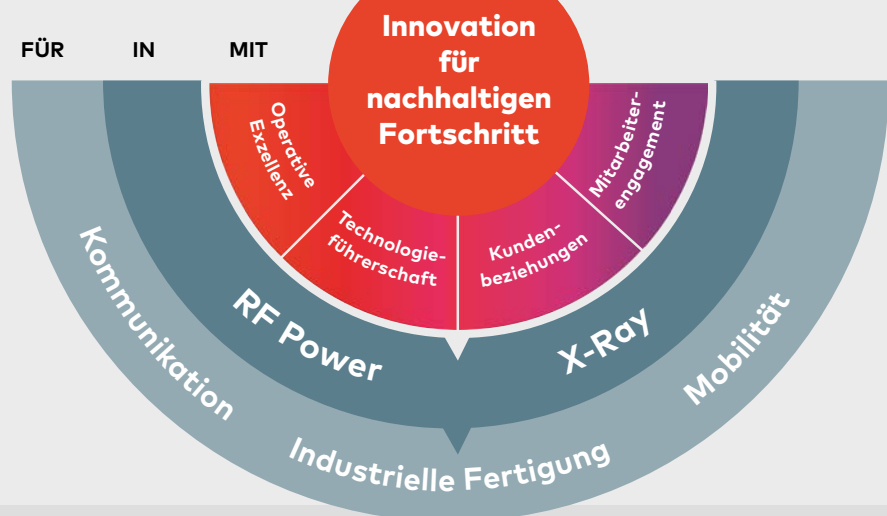 Innovation
für
nachhaltigen
Fortschritt
FÜR IN MIT
Operative
Exzellenz
Technologie-
führerschaft
Kunden-
beziehungen
Mitarbeiter-
engagement
RF Power
X-Ray
Kommunikation
Industrielle Fertigung
Mobilität